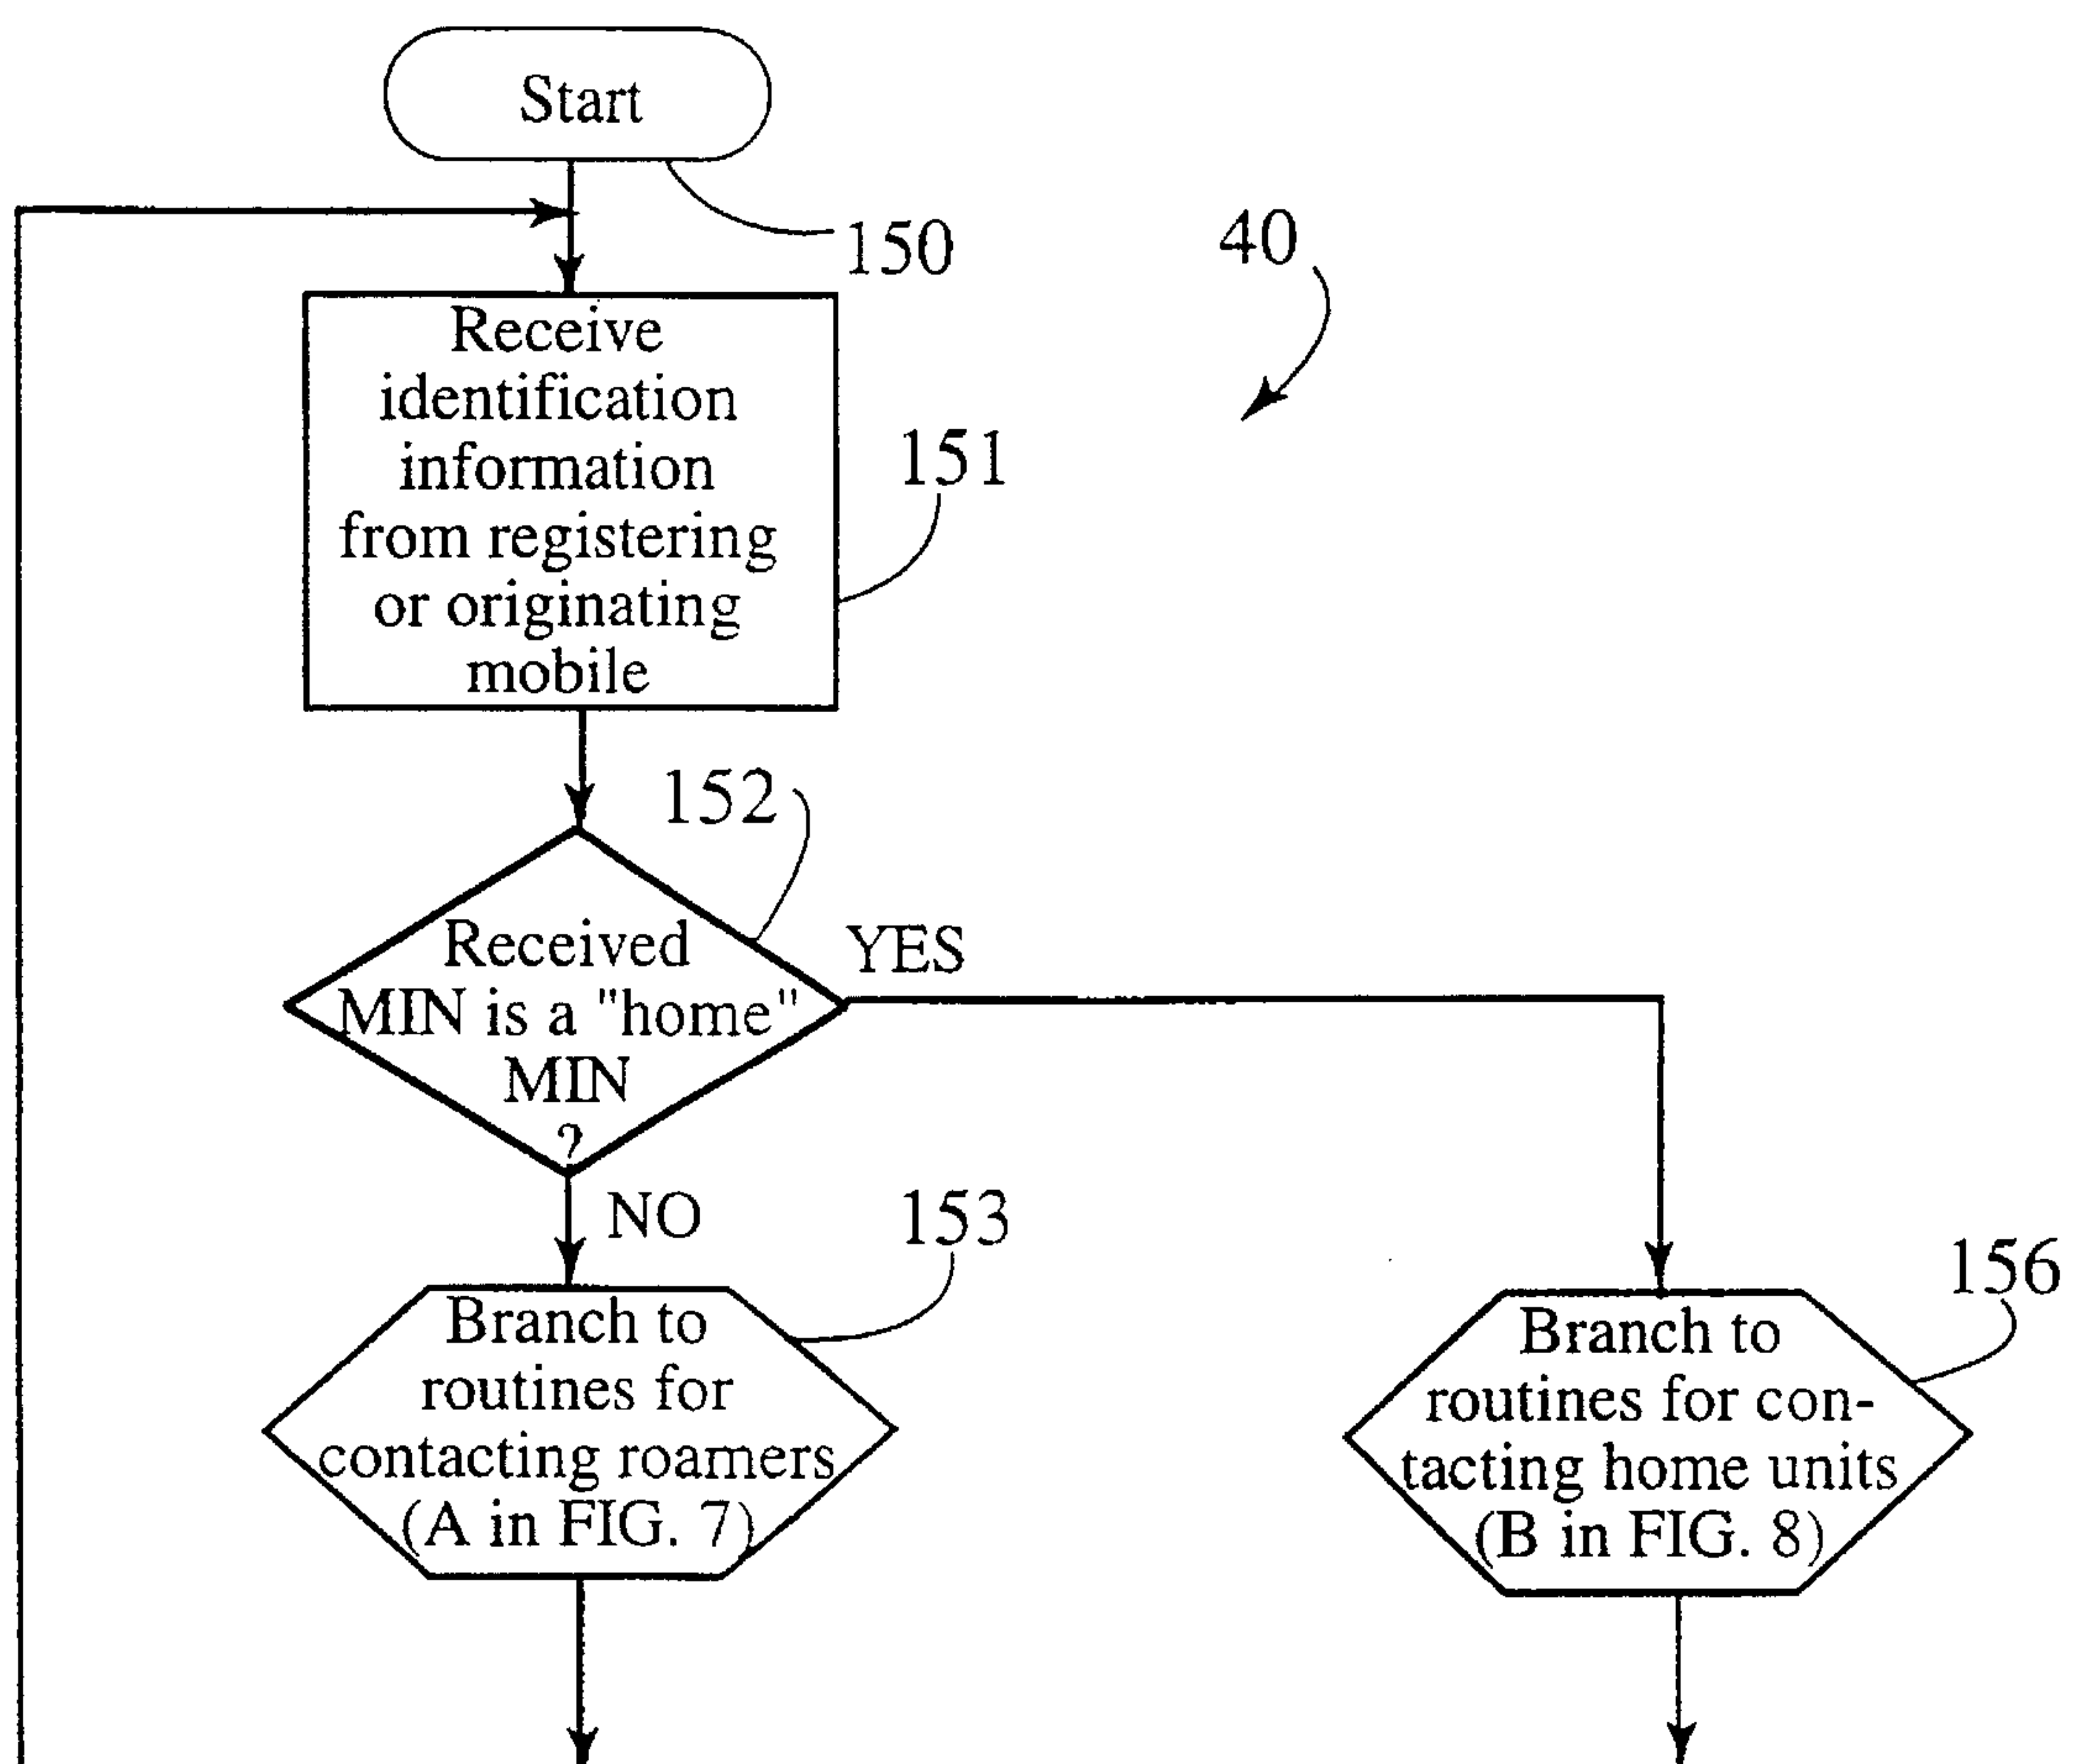 Start
150
40
Receive
identification
information
from registering
or originating
mobile
151
152
Received
MIN is a "home"
MIN
?
YES
NO
153
Branch to
routines for
contacting roamers
(A in FIG. 7)
156
Branch to
routines for con-
tacting home units
(B in FIG. 8)